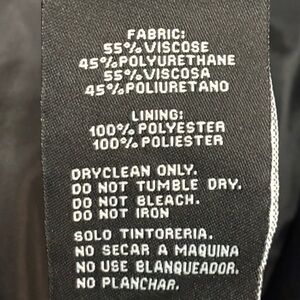 FABRIC:
55% VISCOSE
45% POLYURETHANE
55% VISCOSA
45% POLIURETANO
LINING:
100% POLYESTER
100% POLIESTER
DRYCLEAN ONLY.
DO NOT TUMBLE DRY.
DO NOT BLEACH.
DO NOT IRON
SOLO TINTORERIA.
NO SECAR A MAQUINA
NO USE BLANQUEADOR.
NO PLANCHAR.